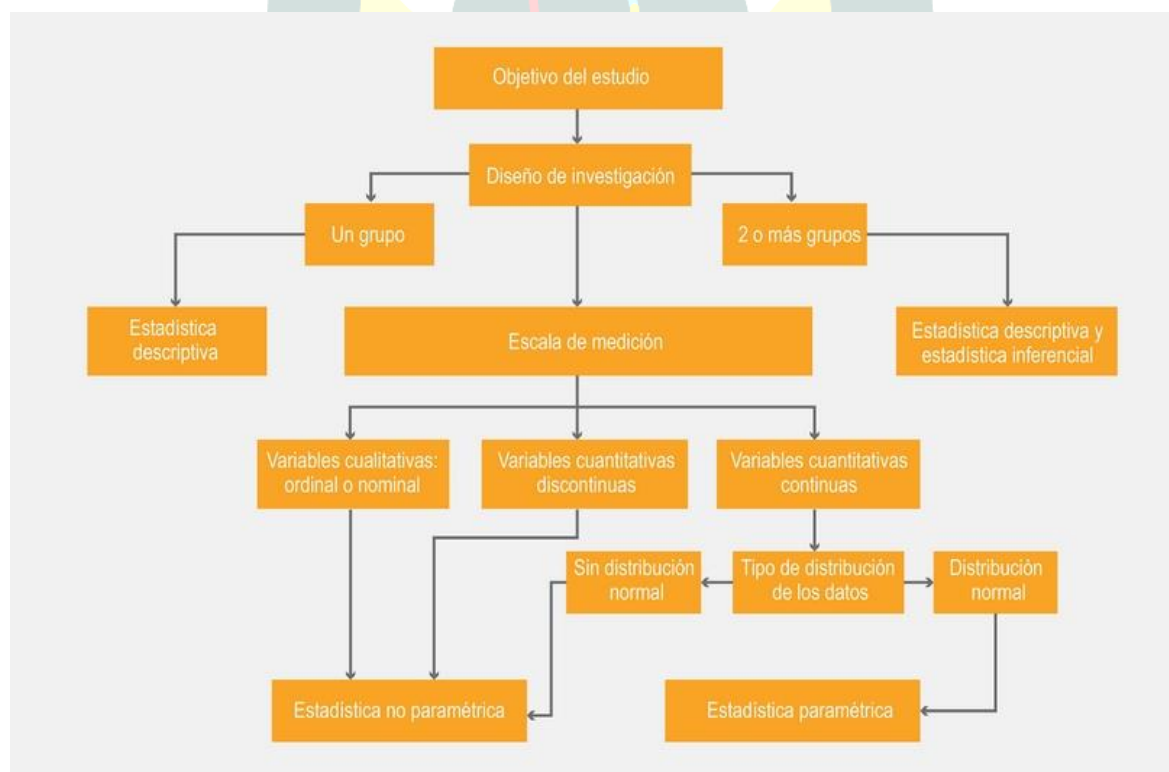 Objetivo del estudio
Diseño de investigación
Un grupo
2 o más grupos
Estadística
descriptiva
Escala de medición
Estadística descriptiva y
estadística inferencial
Variables cualitativas:
ordinal o nominal
Variables cuantitativas
discontinuas
Variables cuantitativas
continuas
Sin distribución
normal
Tipo de distribución
de los datos
Distribución
normal
Estadística no paramétrica
Estadística paramétrica